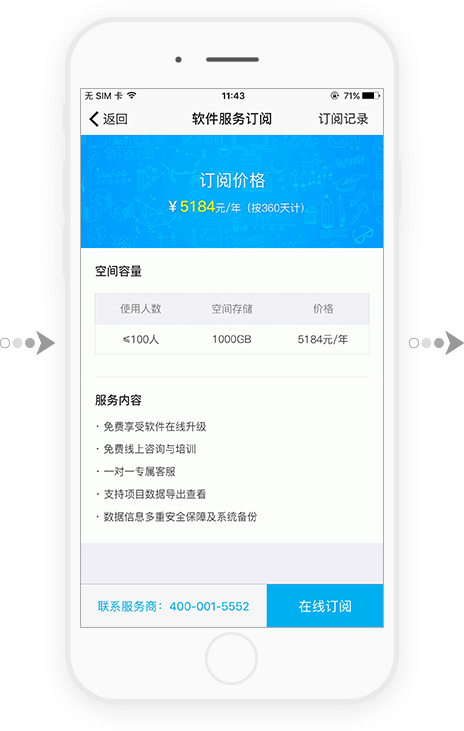 无 SIM 卡 11:43 71%
返回 软件服务订阅 订阅记录
订阅价格
￥5184元/年（按360天计）
空间容量
使用人数 空间存储 价格
≤100人 1000GB 5184元/年
服务内容
· 免费享受软件在线升级
· 免费线上咨询与培训
· 一对一专属客服
· 支持项目数据导出查看
· 数据信息多重安全保障及系统备份
联系服务商：400-001-5552 在线订阅